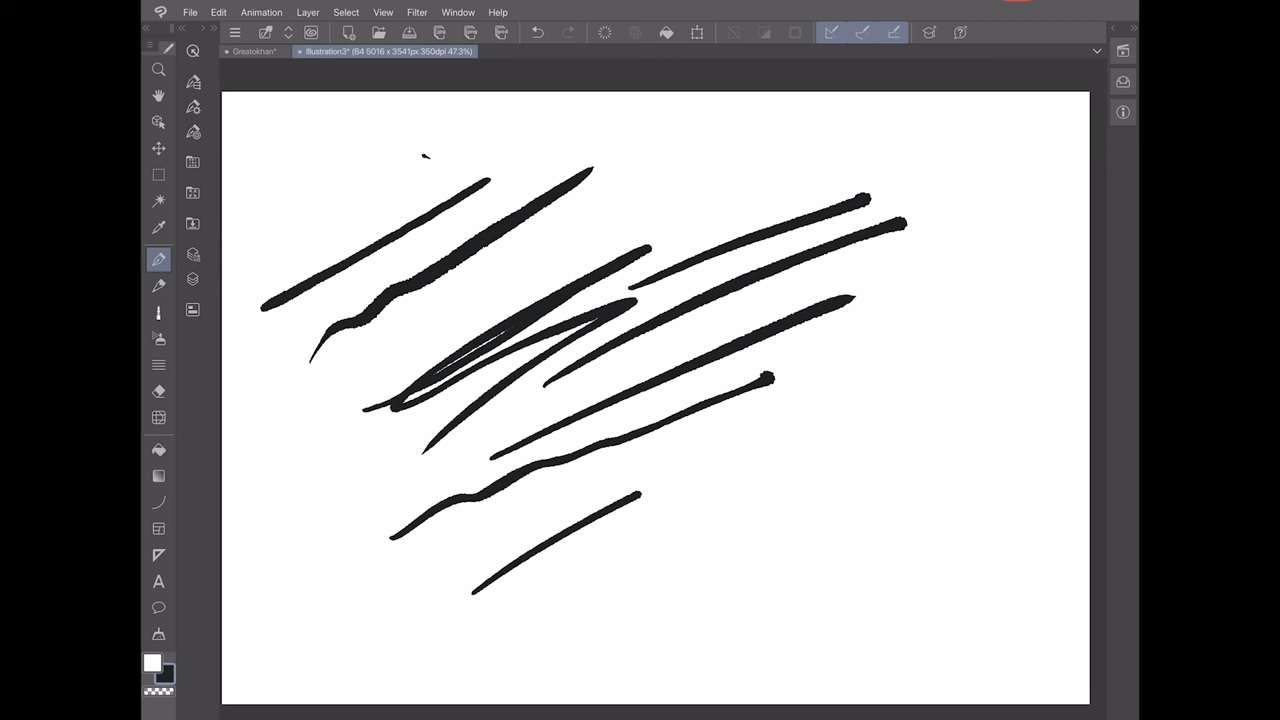 File Edit Animation Layer Select View Filter Window Help
Greatokhan* Illustration3* (B4 5016 x 3541px 350dpi 47.3%)